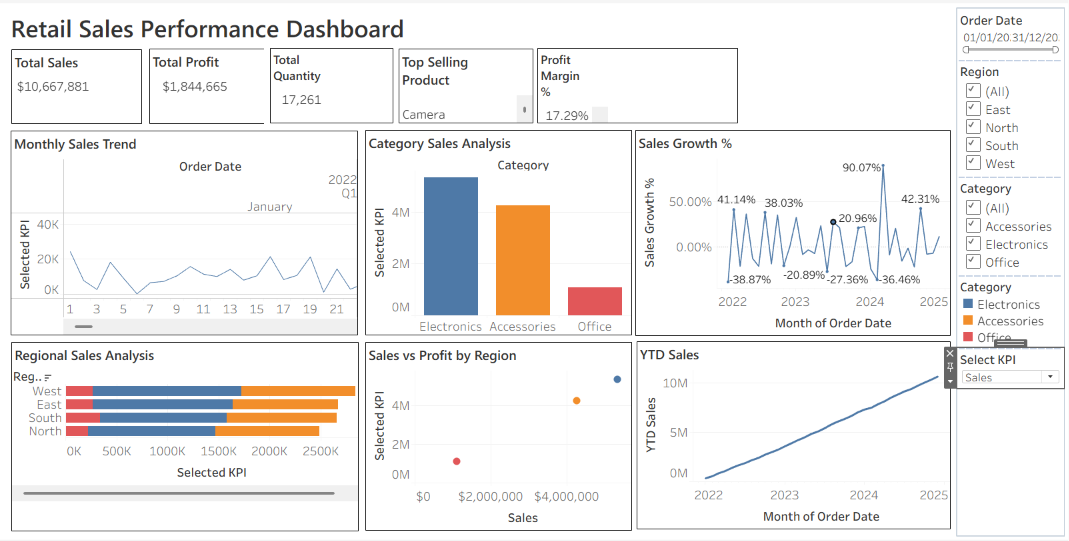 Retail Sales Performance Dashboard
Total Sales
$10,667,881
Total Profit
$1,844,665
Total
Quantity
17,261
Top Selling
Product
Camera
Profit
Margin
%
17.29%
Monthly Sales Trend
Order Date
2022
Q1
January
Selected KPI
40K
20K
0K
1 3 5 7 9 11 13 15 17 19 21
Category Sales Analysis
Category
Selected KPI
4M
2M
0M
Electronics Accessories Office
Sales Growth %
Sales Growth %
50.00%
0.00%
41.14%
38.03%
90.07%
20.96%
42.31%
-38.87%
-20.89%
-27.36%
-36.46%
2022 2023 2024 2025
Month of Order Date
Regional Sales Analysis
Reg..
West
East
South
North
0K 500K 1000K 1500K 2000K 2500K
Selected KPI
Sales vs Profit by Region
Selected KPI
4M
2M
0M
$0 $2,000,000 $4,000,000
Sales
YTD Sales
YTD Sales
10M
5M
0M
2022 2023 2024 2025
Month of Order Date
Order Date
01/01/20.31/12/20.
Region
(All)
East
North
South
West
Category
(All)
Accessories
Electronics
Office
Category
Electronics
Accessories
Office
Select KPI
Sales